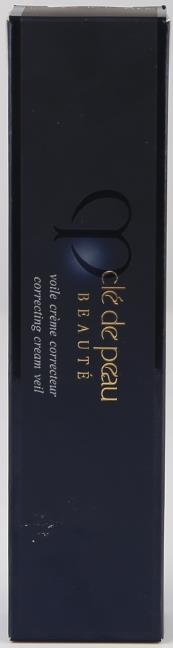 clé de peau
BEAUTÉ
voile crème correcteur
correcting cream veil